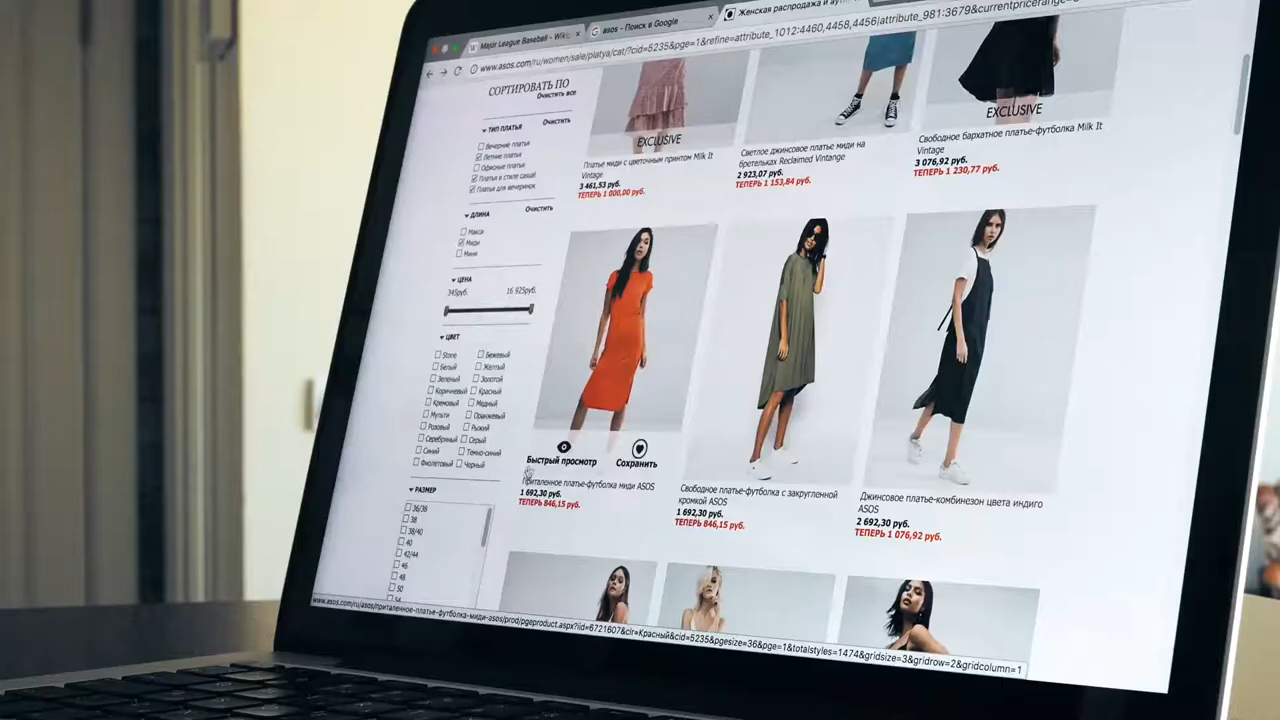 Major League Baseball - Wiki
asos - Поиск в Google
Женская распродажа и
www.asos.com/ru/women/sale/platya/cat/?cid=5235&pge=1&refine=attribute_1012:4460,4458,4456|attribute_981:3679&currentpricerange=
СОРТИРОВАТЬ ПО
Очистить все
ТИП ПЛАТЬЯ
Очистить
Вечерние платья
Летние платья
Офисные платья
Платья в стиле casual
Платья для вечеринок
ДЛИНА
Очистить
Макси
Миди
Мини
ЦЕНА
345руб.
16 925руб.
ЦВЕТ
Stone
Бежевый
Белый
Желтый
Зеленый
Золотой
Коричневый
Красный
Кремовый
Медный
Мульти
Оранжевый
Розовый
Рыжий
Серебряный
Серый
Синий
Темно-синий
Фиолетовый
Черный
РАЗМЕР
36/38
38
38/40
40
42/44
46
48
50
54
EXCLUSIVE
Платье миди с цветочным принтом Milk It
Vintage
3 461,53 руб.
ТЕПЕРЬ 1 000,00 руб.
Светлое джинсовое платье миди на
бретельках Reclaimed Vintange
2 923,07 руб.
ТЕПЕРЬ 1 153,84 руб.
EXCLUSIVE
Свободное бархатное платье-футболка Milk It
Vintage
3 076,92 руб.
ТЕПЕРЬ 1 230,77 руб.
Быстрый просмотр
Сохранить
Приталенное платье-футболка миди ASOS
1 692,30 руб.
ТЕПЕРЬ 846,15 руб.
Свободное платье-футболка с закругленной
кромкой ASOS
1 692,30 руб.
ТЕПЕРЬ 846,15 руб.
Джинсовое платье-комбинезон цвета индиго
ASOS
2 692,30 руб.
ТЕПЕРЬ 1 076,92 руб.
www.asos.com/ru/asos/приталенное-платье-футболка-миди-asos/prod/pgeproduct.aspx?iid=6721607&clr=Красный&cid=5235&pgesize=36&pge=1&totalstyles=1474&gridsize=3&gridrow=2&gridcolumn=1